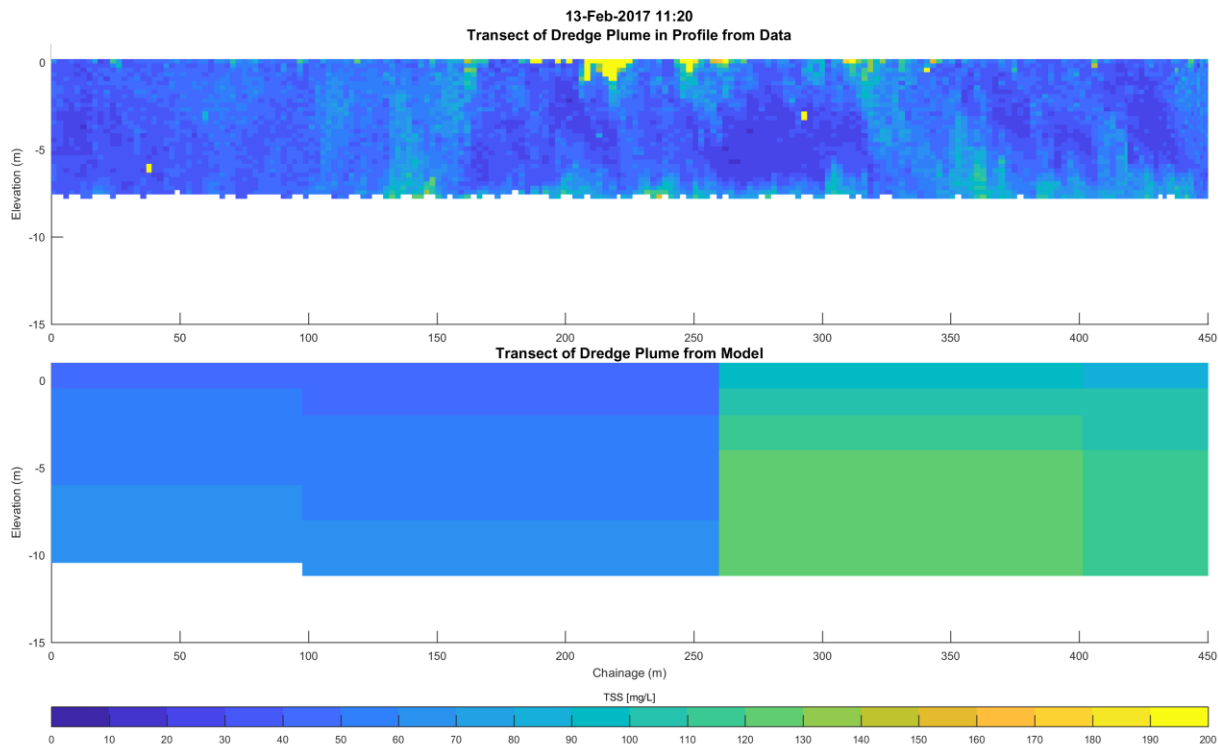 13-Feb-2017 11:20
Transect of Dredge Plume in Profile from Data
Elevation (m)
0
-5
-10
-15
0 50 100 150 200 250 300 350 400 450
Transect of Dredge Plume from Model
Elevation (m)
0
-5
-10
-15
0 50 100 150 200 250 300 350 400 450
Chainage (m)
TSS [mg/L]
0 10 20 30 40 50 60 70 80 90 100 110 120 130 140 150 160 170 180 190 200